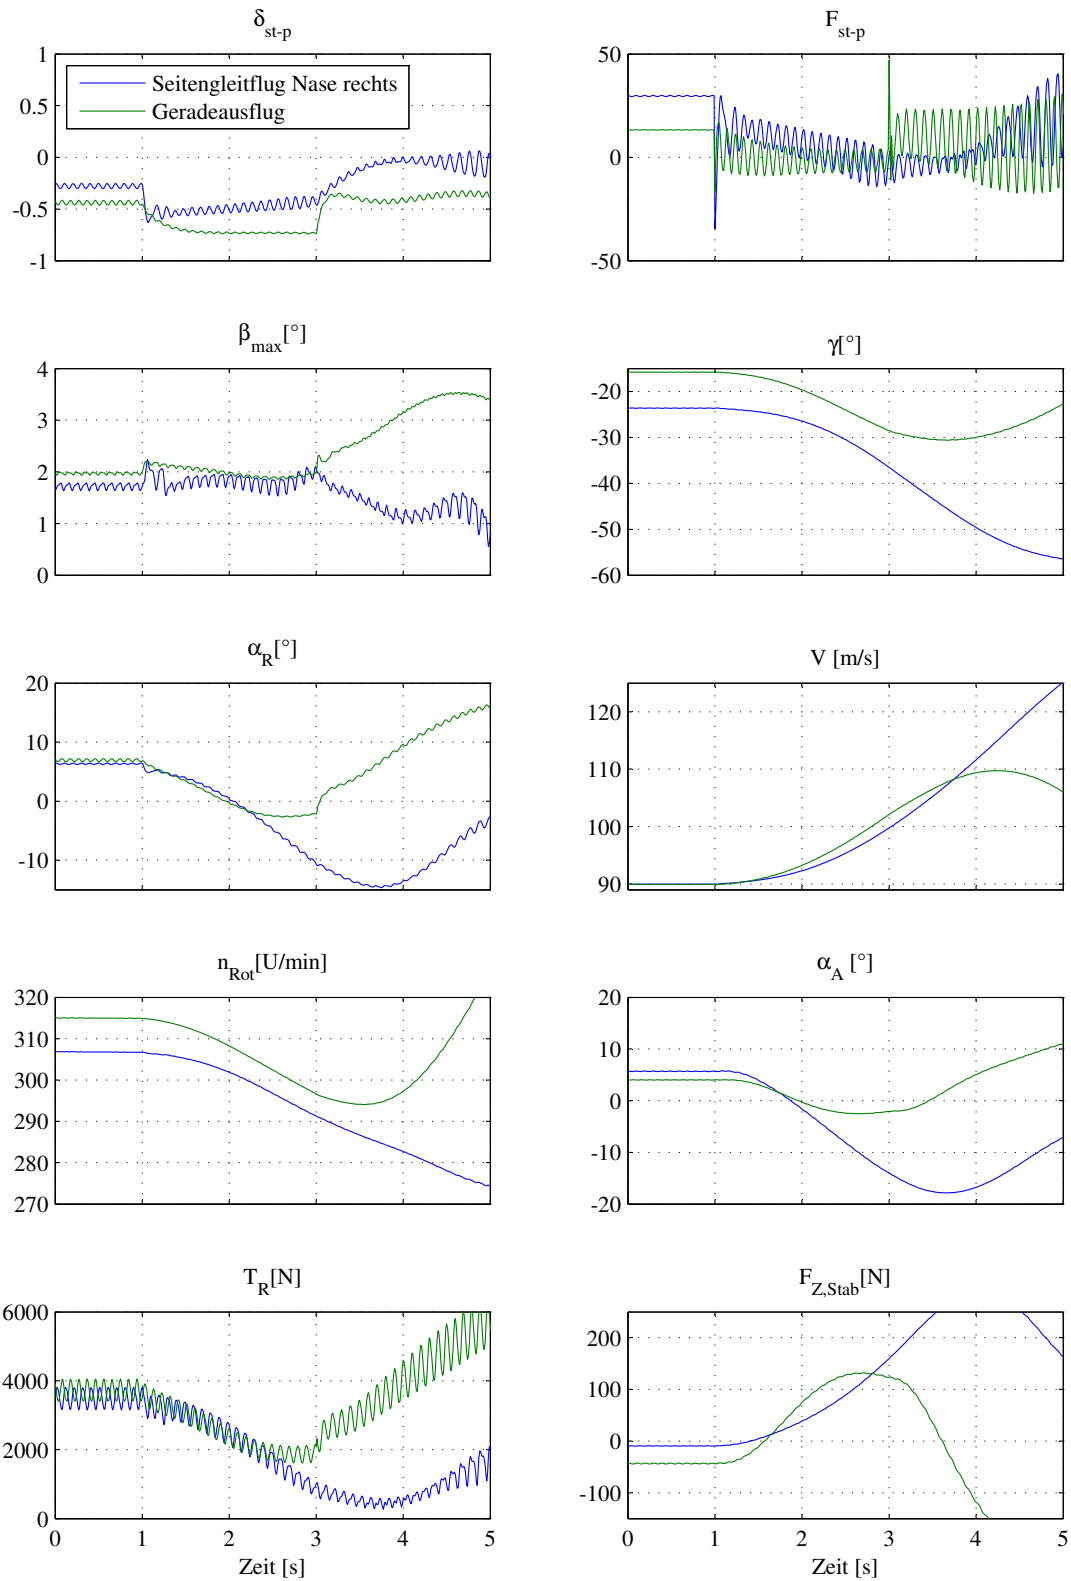 δst-p
1
0.5
0
-0.5
-1
Seitengleitflug Nase rechts
Geradeausflug
Fst-p
50
0
-50
βmax[°]
4
3
2
1
0
γ[°]
-20
-30
-40
-50
-60
αR[°]
20
10
0
-10
V [m/s]
120
110
100
90
nRot[U/min]
320
310
300
290
280
270
αA [°]
20
10
0
-10
-20
TR[N]
6000
4000
2000
0
0 1 2 3 4 5
Zeit [s]
FZ,Stab[N]
200
100
0
-100
0 1 2 3 4 5
Zeit [s]